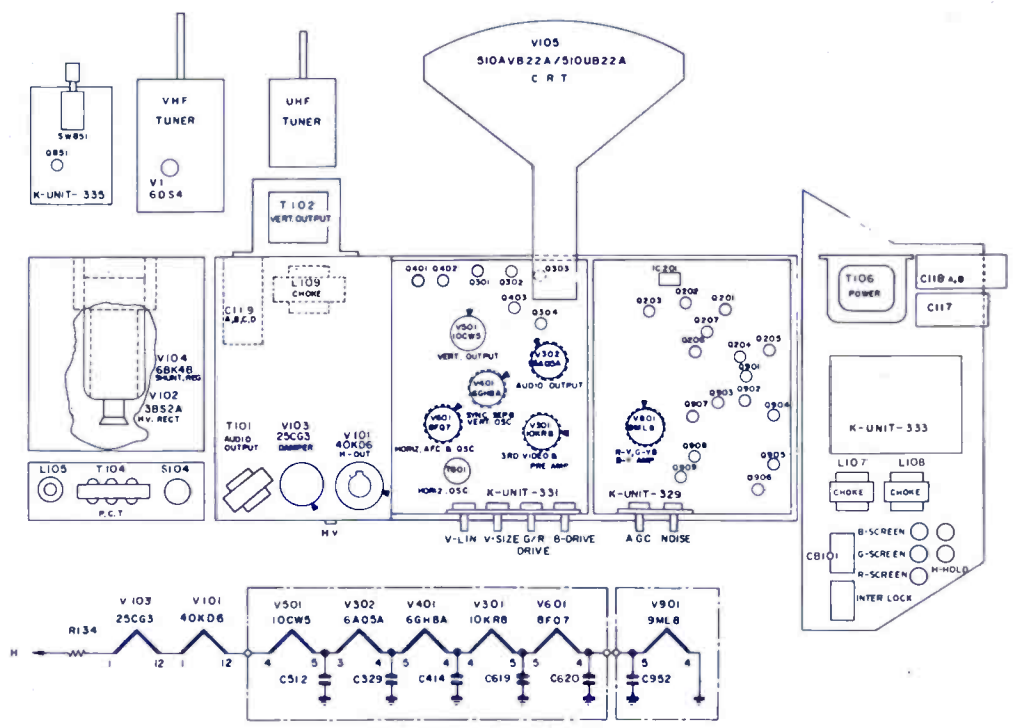 V105
510AVB22A/510UB22A
C R T
VHF
TUNER
UHF
TUNER
SW851
Q851
K-UNIT-335
V1
6DS4
T102
VERT. OUTPUT
Q401 Q402
Q301
Q302
Q303
Q403
Q304
IC201
Q202
Q203
Q201
Q207
Q206
Q204
Q205
Q901
Q902
Q903
Q904
Q907
Q908
Q905
Q909
Q906
T106
POWER
C118 A,B
C117
L109
CHOKE
C119
A,B,C,D
V501
10CW5
VERT. OUTPUT
V302
6AQ5A
AUDIO OUTPUT
V401
6GH8A
SYNC SEP &
VERT. OSC
V601
8FQ7
HORIZ. AFC & OSC
V301
10KR8
3RD VIDEO &
PRE AMP
T601
HORIZ. OSC
K-UNIT-331
V901
9ML8
R-Y, G-Y &
B-Y AMP
K-UNIT-329
V104
6BK4B
SHUNT, REG
V102
3BS2A
H.V. RECT
T101
AUDIO
OUTPUT
V103
25CG3
DAMPER
V101
40KD6
H-OUT
L105
T104
S104
P.C.T
HV
V-LIN
V-SIZE
G/R
DRIVE
B-DRIVE
AGC
NOISE
K-UNIT-333
L107
CHOKE
L108
CHOKE
CB101
B-SCREEN
G-SCREEN
R-SCREEN
H-HOLD
INTER LOCK
V103
25CG3
V101
40KD6
V501
10CW5
V302
6AQ5A
V401
6GH8A
V301
10KR8
V601
8FQ7
V901
9ML8
H
R134
1 12 1 12 4 5 3 4 5 4 4 5 5 4 5 4
C512
C329
C414
C619
C620
C952